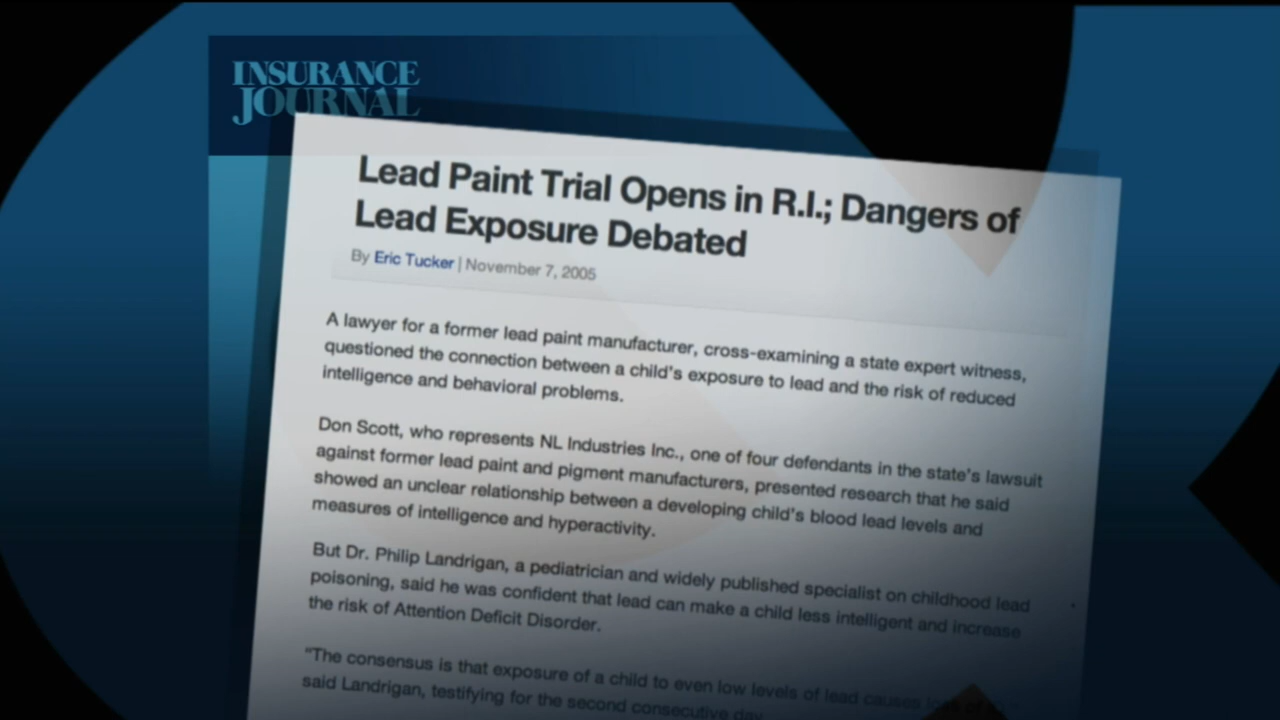 INSURANCE
JOURNAL
Lead Paint Trial Opens in R.I.; Dangers of
Lead Exposure Debated
By Eric Tucker | November 7, 2005
A lawyer for a former lead paint manufacturer, cross-examining a state expert witness,
questioned the connection between a child's exposure to lead and the risk of reduced
intelligence and behavioral problems.
Don Scott, who represents NL Industries Inc., one of four defendants in the state's lawsuit
against former lead paint and pigment manufacturers, presented research that he said
showed an unclear relationship between a developing child's blood lead levels and
measures of intelligence and hyperactivity.
But Dr. Philip Landrigan, a pediatrician and widely published specialist on childhood lead
poisoning, said he was confident that lead can make a child less intelligent and increase
the risk of Attention Deficit Disorder.
"The consensus is that exposure of a child to even low levels of lead causes
said Landrigan, testifying for the second consecutive day